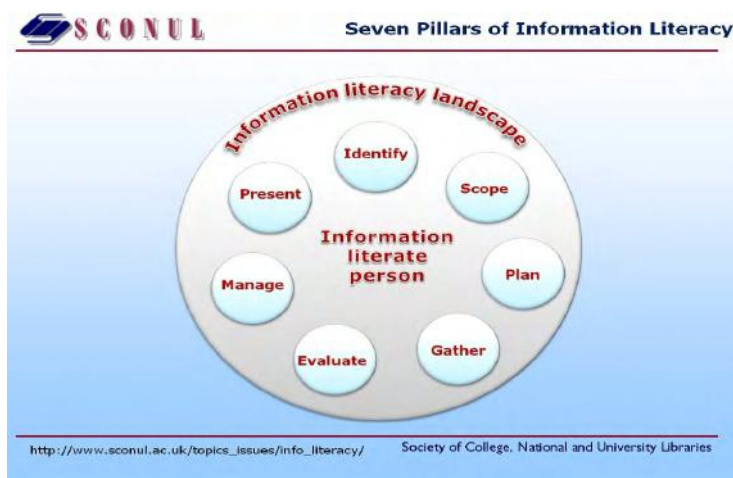 SCONUL
Seven Pillars of Information Literacy
Information literacy landscape
Identify
Scope
Plan
Gather
Evaluate
Manage
Present
Information
literate
person
http://www.sconul.ac.uk/topics_issues/info_literacy/
Society of College, National and University Libraries